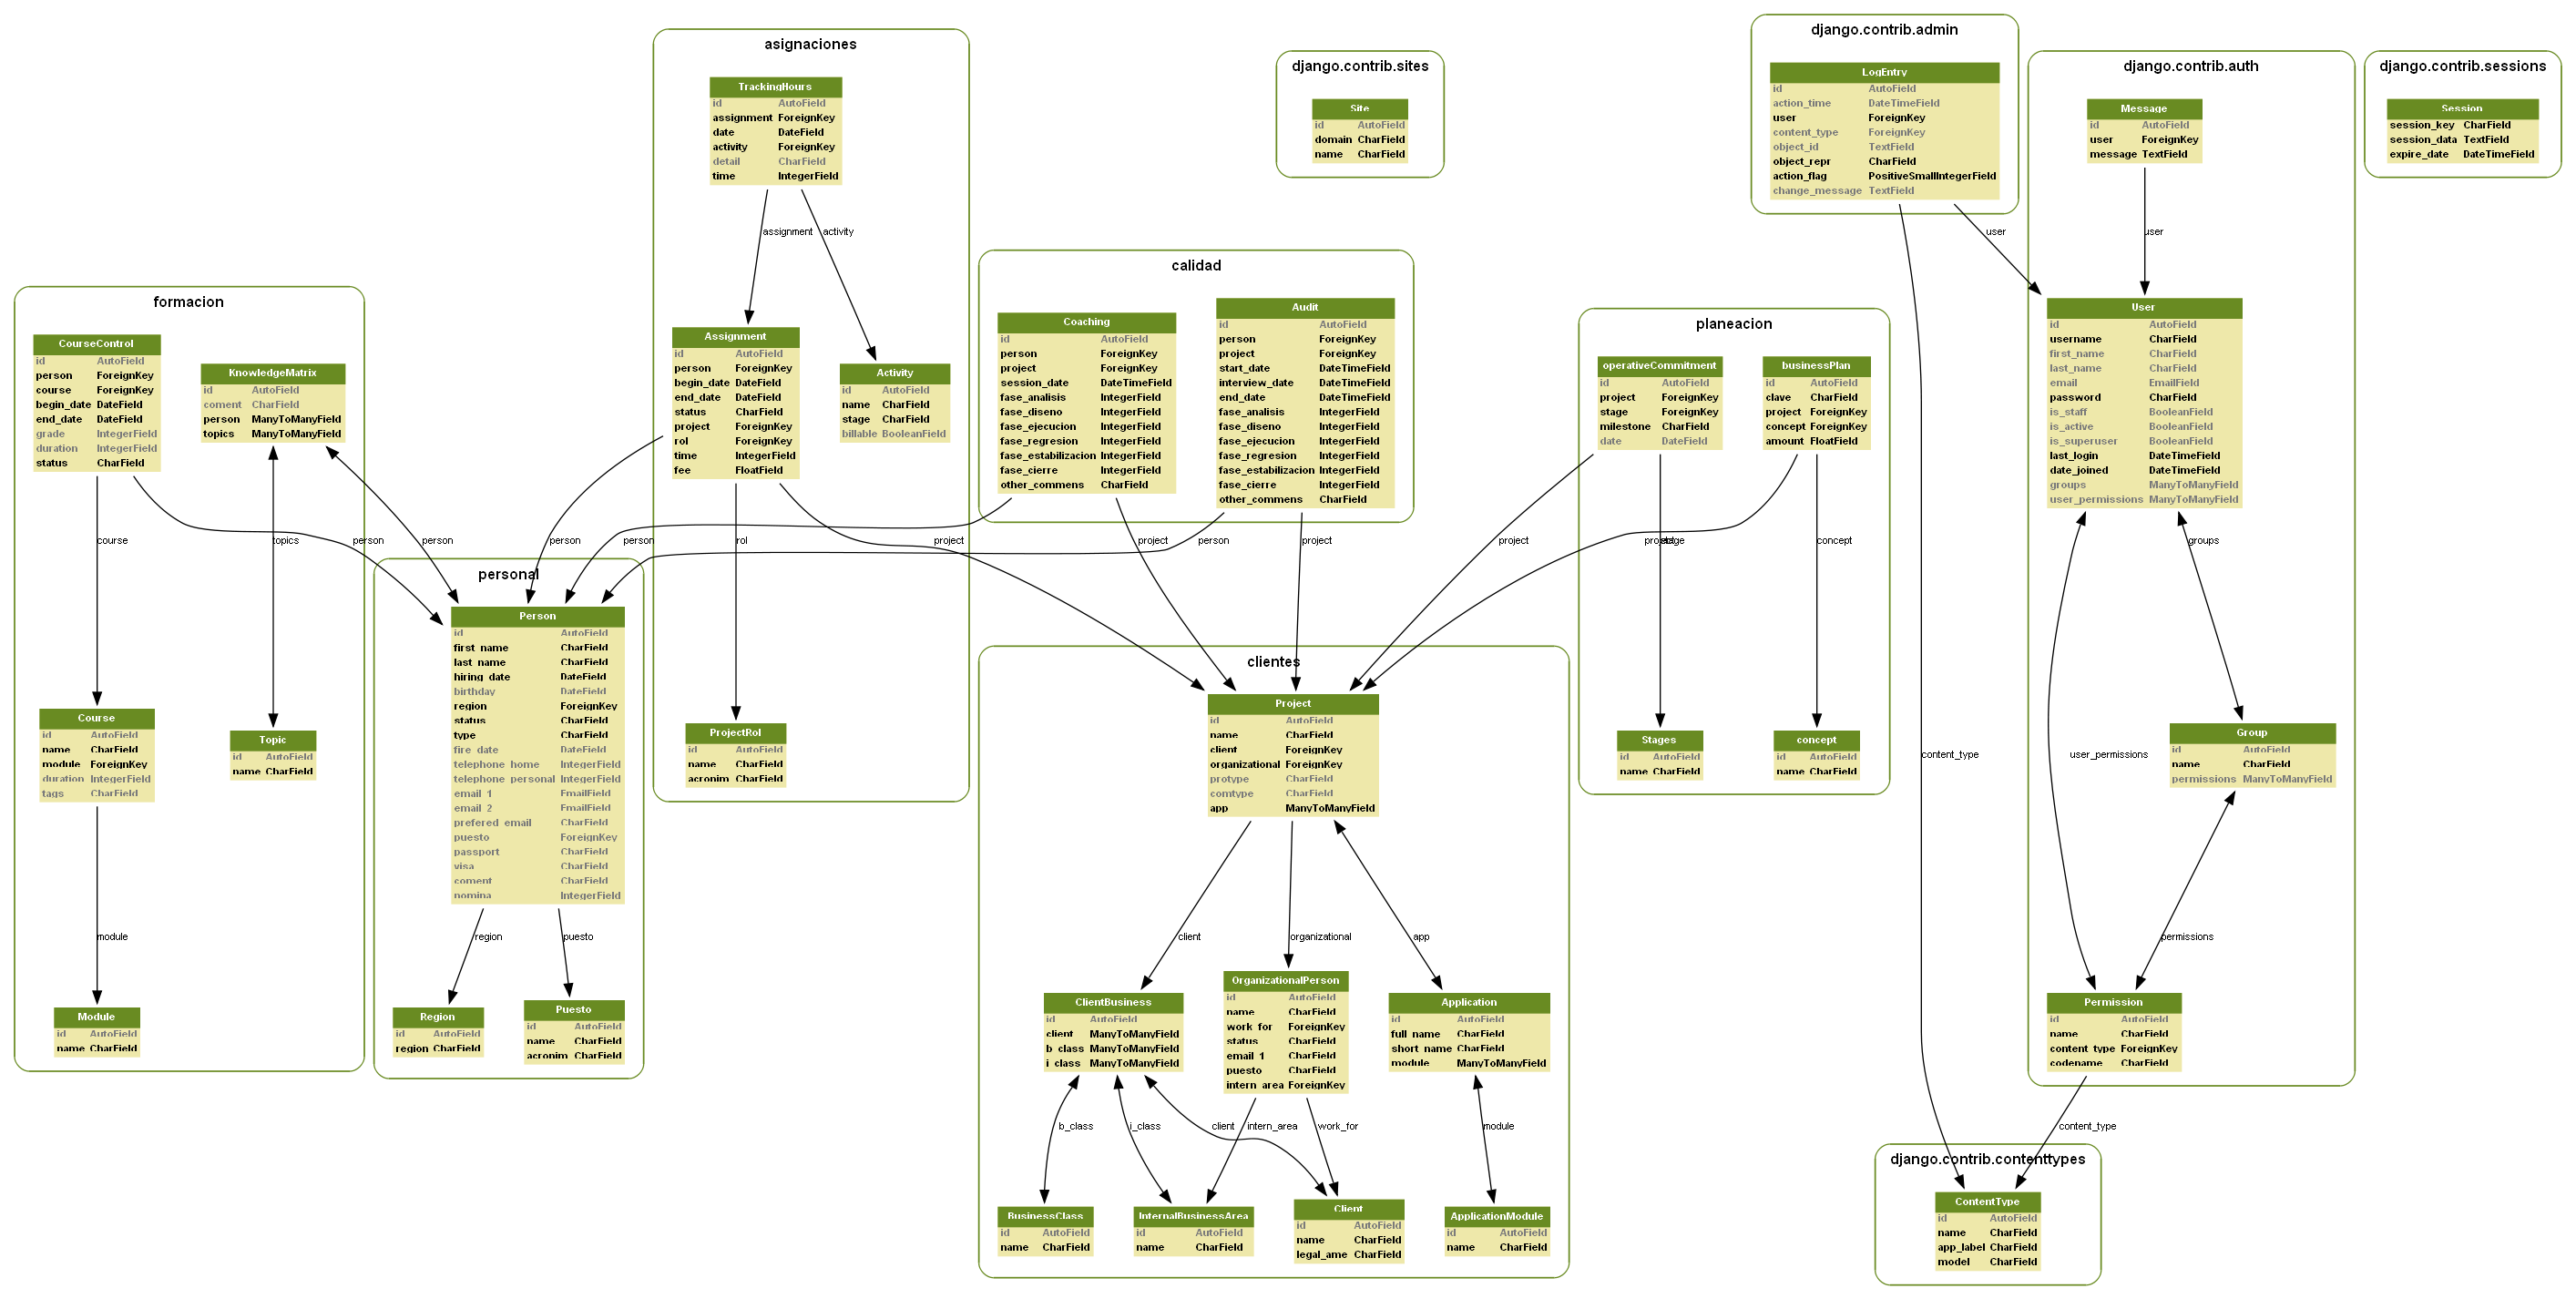 formacion
CourseControl
id AutoField
person ForeignKey
course ForeignKey
begin_date DateField
end_date DateField
grade IntegerField
duration IntegerField
status CharField
KnowledgeMatrix
id AutoField
coment CharField
person ManyToManyField
topics ManyToManyField
course
topics
person
person
Course
id AutoField
name CharField
module ForeignKey
duration IntegerField
tags CharField
Topic
id AutoField
name CharField
module
Module
id AutoField
name CharField
personal
Person
id AutoField
first_name CharField
last_name CharField
hiring_date DateField
birthday DateField
region ForeignKey
status CharField
type CharField
fire_date DateField
telephone_home IntegerField
telephone_personal IntegerField
email_1 EmailField
email_2 EmailField
prefered_email CharField
puesto ForeignKey
passport CharField
visa CharField
coment CharField
nomina IntegerField
region
puesto
Region
id AutoField
region CharField
Puesto
id AutoField
name CharField
acronim CharField
asignaciones
TrackingHours
id AutoField
assignment ForeignKey
date DateField
activity ForeignKey
detail CharField
time IntegerField
assignment
activity
Assignment
id AutoField
person ForeignKey
begin_date DateField
end_date DateField
status CharField
project ForeignKey
rol ForeignKey
time IntegerField
fee FloatField
Activity
id AutoField
name CharField
stage CharField
billable BooleanField
person
person
rol
project
ProjectRol
id AutoField
name CharField
acronim CharField
calidad
Coaching
id AutoField
person ForeignKey
project ForeignKey
session_date DateTimeField
fase_analisis IntegerField
fase_diseno IntegerField
fase_ejecucion IntegerField
fase_regresion IntegerField
fase_estabilizacion IntegerField
fase_cierre IntegerField
other_commens CharField
Audit
id AutoField
person ForeignKey
project ForeignKey
start_date DateTimeField
interview_date DateTimeField
end_date DateTimeField
fase_analisis IntegerField
fase_diseno IntegerField
fase_ejecucion IntegerField
fase_regresion IntegerField
fase_estabilizacion IntegerField
fase_cierre IntegerField
other_commens CharField
project
person
project
clientes
Project
id AutoField
name CharField
client ForeignKey
organizational ForeignKey
protype CharField
comtype CharField
app ManyToManyField
client
organizational
app
ClientBusiness
id AutoField
client ManyToManyField
b_class ManyToManyField
i_class ManyToManyField
OrganizationalPerson
id AutoField
name CharField
work_for ForeignKey
status CharField
email_1 CharField
puesto CharField
intern_area ForeignKey
Application
id AutoField
full_name CharField
short_name CharField
module ManyToManyField
b_class
i_class
client
intern_area
work_for
module
BusinessClass
id AutoField
name CharField
InternalBusinessArea
id AutoField
name CharField
Client
id AutoField
name CharField
legal_ame CharField
ApplicationModule
id AutoField
name CharField
django.contrib.sites
Site
id AutoField
domain CharField
name CharField
planeacion
operativeCommitment
id AutoField
project ForeignKey
stage ForeignKey
milestone CharField
date DateField
businessPlan
id AutoField
clave CharField
project ForeignKey
concept ForeignKey
amount FloatField
project
project
stage
concept
Stages
id AutoField
name CharField
concept
id AutoField
name CharField
django.contrib.admin
LogEntry
id AutoField
action_time DateTimeField
user ForeignKey
content_type ForeignKey
object_id TextField
object_repr CharField
action_flag PositiveSmallIntegerField
change_message TextField
user
content_type
django.contrib.auth
Message
id AutoField
user ForeignKey
message TextField
user
User
id AutoField
username CharField
first_name CharField
last_name CharField
email EmailField
password CharField
is_staff BooleanField
is_active BooleanField
is_superuser BooleanField
last_login DateTimeField
date_joined DateTimeField
groups ManyToManyField
user_permissions ManyToManyField
groups
user_permissions
Group
id AutoField
name CharField
permissions ManyToManyField
permissions
Permission
id AutoField
name CharField
content_type ForeignKey
codename CharField
content_type
django.contrib.contenttypes
ContentType
id AutoField
name CharField
app_label CharField
model CharField
django.contrib.sessions
Session
session_key CharField
session_data TextField
expire_date DateTimeField